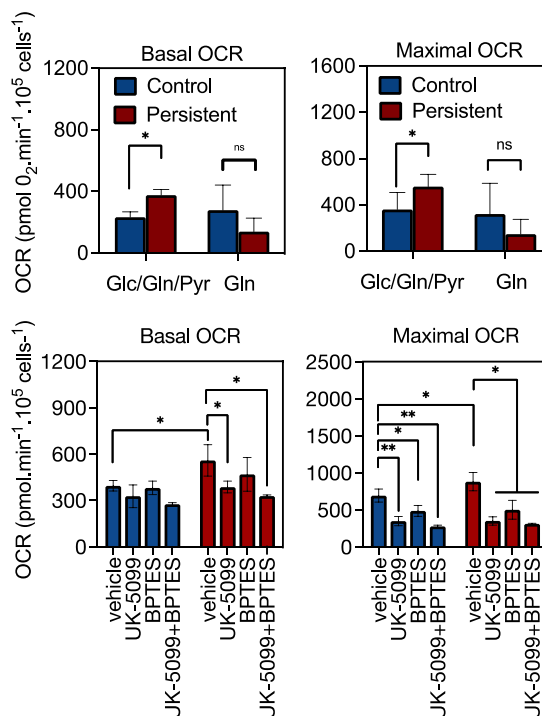 Basal OCR
Maximal OCR
OCR (pmol 0₂.min⁻¹.10⁵ cells-¹)
1200
800
400
0
Control
Persistent
*
ns
Glc/Gln/Pyr
Gln
1600
1200
800
400
0
Control
Persistent
*
ns
Glc/Gln/Pyr
Gln
Basal OCR
Maximal OCR
OCR (pmol.min⁻¹.10⁵ cells-¹)
1200
900
600
300
0
*
*
*
vehicle
UK-5099
BPTES
UK-5099+BPTES
vehicle
UK-5099
BPTES
UK-5099+BPTES
2500
2000
1500
1000
500
0
*
*
**
*
**
vehicle
UK-5099
BPTES
UK-5099+BPTES
vehicle
UK-5099
BPTES
UK-5099+BPTES